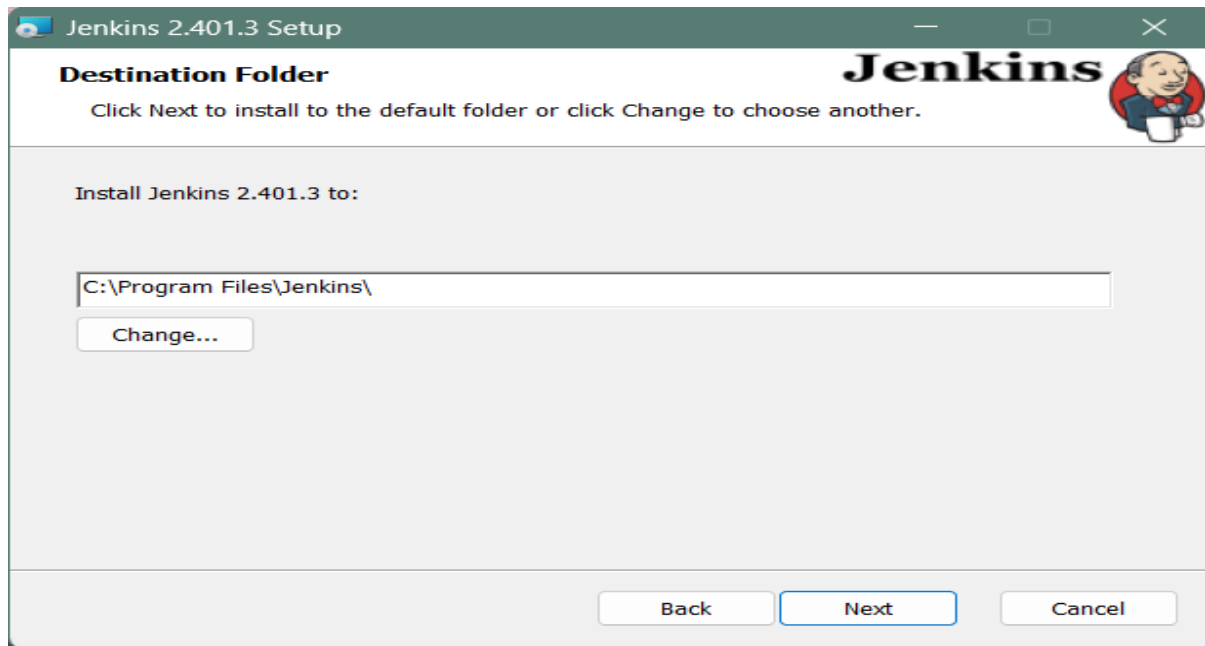 Jenkins 2.401.3 Setup
Destination Folder
Jenkins
Click Next to install to the default folder or click Change to choose another.
Install Jenkins 2.401.3 to:
C:\Program Files\Jenkins\
Change...
Back
Next
Cancel